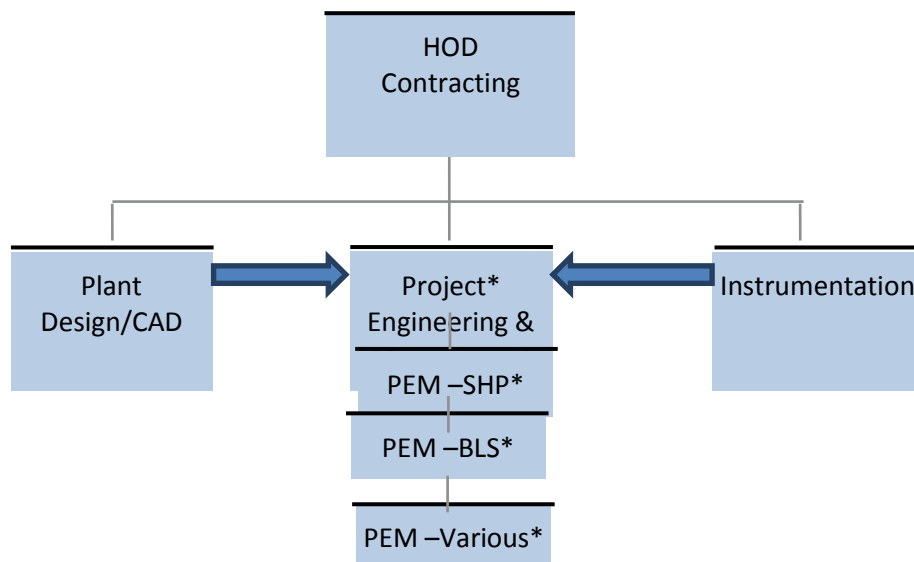 HOD
Contracting
Plant
Design/CAD
Project*
Engineering &
Instrumentation
PEM –SHP*
PEM –BLS*
PEM –Various*